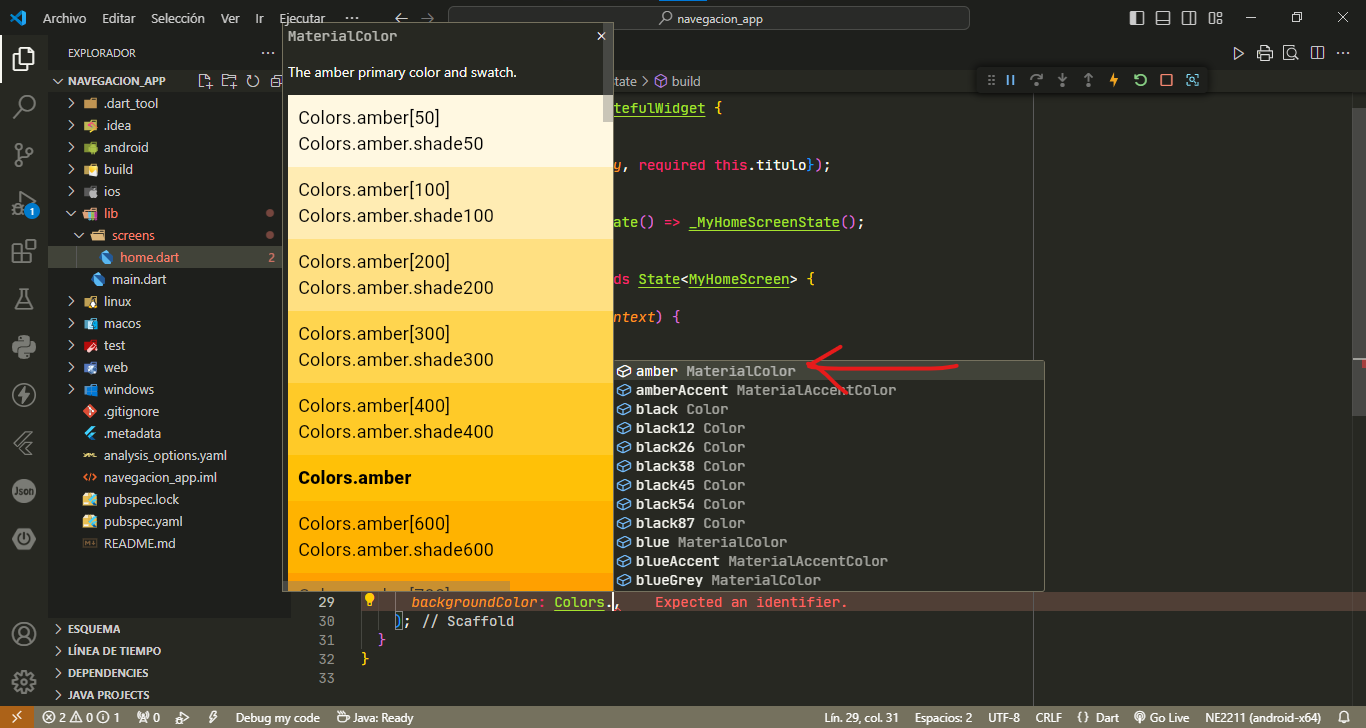 Archivo Editar Selección Ver Ir Ejecutar ···
navegacion_app
EXPLORADOR ···
NAVEGACION_APP
.dart_tool
.idea
android
build
ios
lib
screens
home.dart 2
main.dart
linux
macos
test
web
windows
.gitignore
.metadata
analysis_options.yaml
navegacion_app.iml
pubspec.lock
pubspec.yaml
README.md
ESQUEMA
LÍNEA DE TIEMPO
DEPENDENCIES
JAVA PROJECTS
1
Json
MaterialColor
The amber primary color and swatch.
Colors.amber[50]
Colors.amber.shade50
Colors.amber[100]
Colors.amber.shade100
Colors.amber[200]
Colors.amber.shade200
Colors.amber[300]
Colors.amber.shade300
Colors.amber[400]
Colors.amber.shade400
Colors.amber
Colors.amber[600]
Colors.amber.shade600
tate > build
tefulWidget {
y, required this.titulo});
ate() => _MyHomeScreenState();
ds State<MyHomeScreen> {
ntext) {
amber MaterialColor
amberAccent MaterialAccentColor
black Color
black12 Color
black26 Color
black38 Color
black45 Color
black54 Color
black87 Color
blue MaterialColor
blueAccent MaterialAccentColor
blueGrey MaterialColor
29 backgroundColor: Colors., Expected an identifier.
30 ); // Scaffold
31 }
32 }
33
2 0 1 0 Debug my code Java: Ready Lín. 29, col. 31 Espacios: 2 UTF-8 CRLF {} Dart Go Live NE2211 (android-x64)